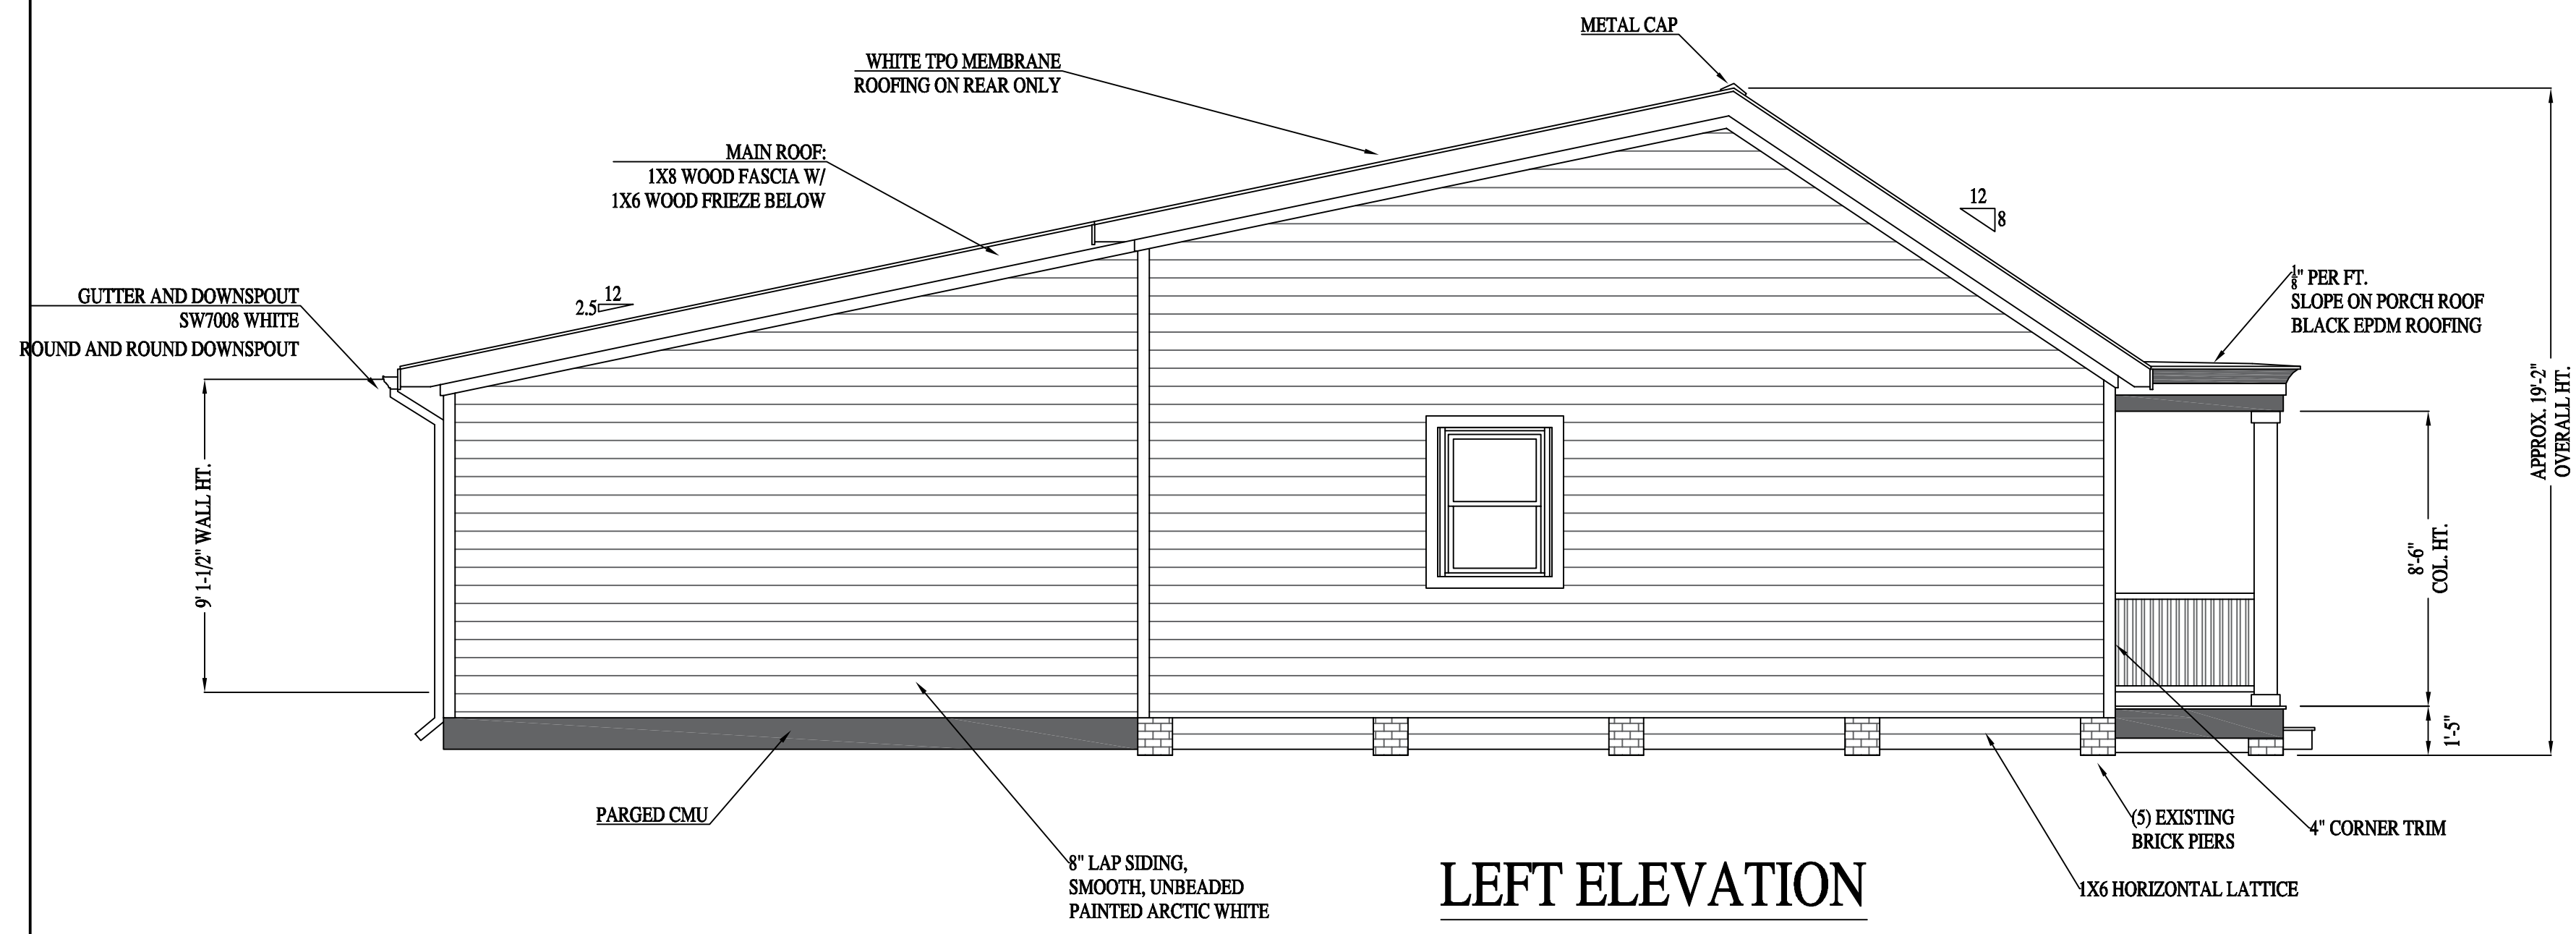 METAL CAP
WHITE TPO MEMBRANE
ROOFING ON REAR ONLY
MAIN ROOF:
1X8 WOOD FASCIA W/
1X6 WOOD FRIEZE BELOW
12
8
12
2.5
GUTTER AND DOWNSPOUT
SW7008 WHITE
ROUND AND ROUND DOWNSPOUT
1/8" PER FT.
SLOPE ON PORCH ROOF
BLACK EPDM ROOFING
9' 1-1/2" WALL HT.
8'-6"
COL. HT.
APPROX. 19'-2"
OVERALL HT.
1'-5"
PARGED CMU
8" LAP SIDING,
SMOOTH, UNBEADED
PAINTED ARCTIC WHITE
(5) EXISTING
BRICK PIERS
4" CORNER TRIM
1X6 HORIZONTAL LATTICE
LEFT ELEVATION